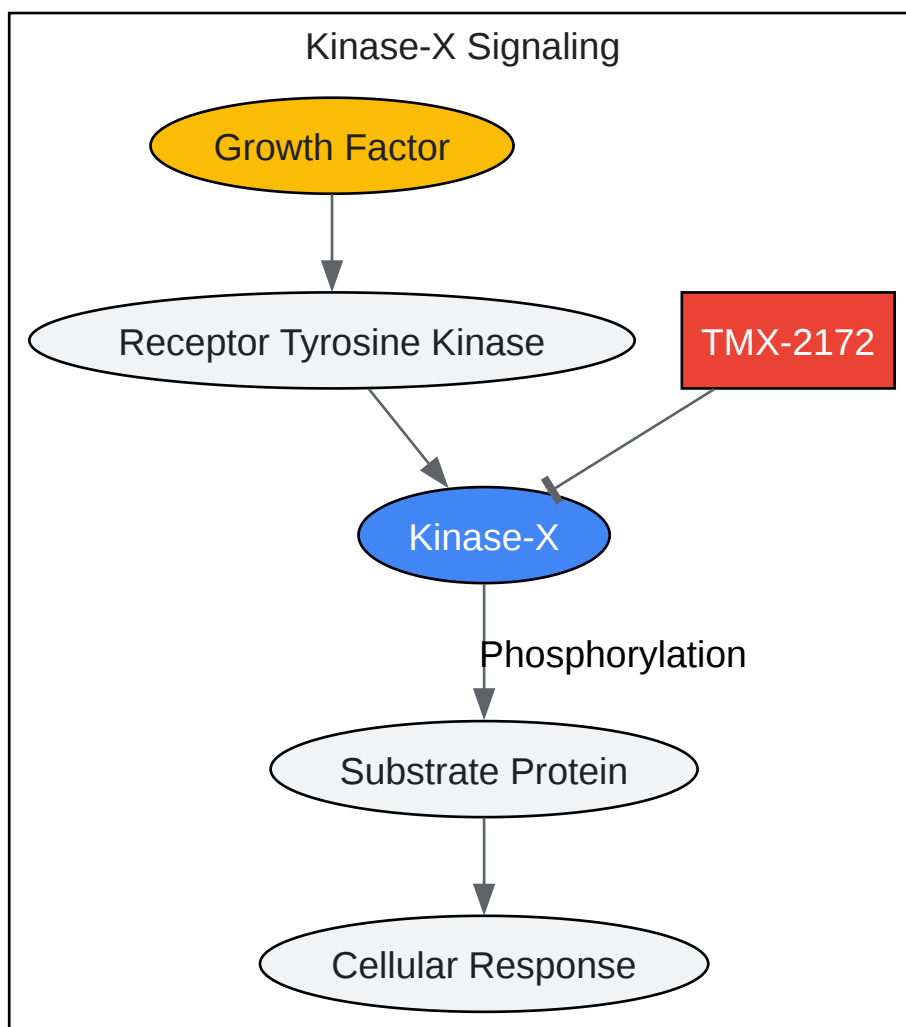 Kinase-X Signaling
Growth Factor
Receptor Tyrosine Kinase
TMX-2172
Kinase-X
Phosphorylation
Substrate Protein
Cellular Response